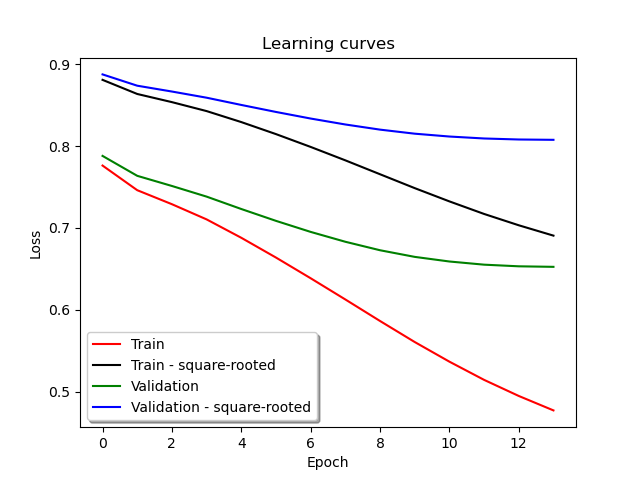 Learning curves
Loss
0.9
0.8
0.7
0.6
0.5
Train
Train - square-rooted
Validation
Validation - square-rooted
0 2 4 6 8 10 12
Epoch